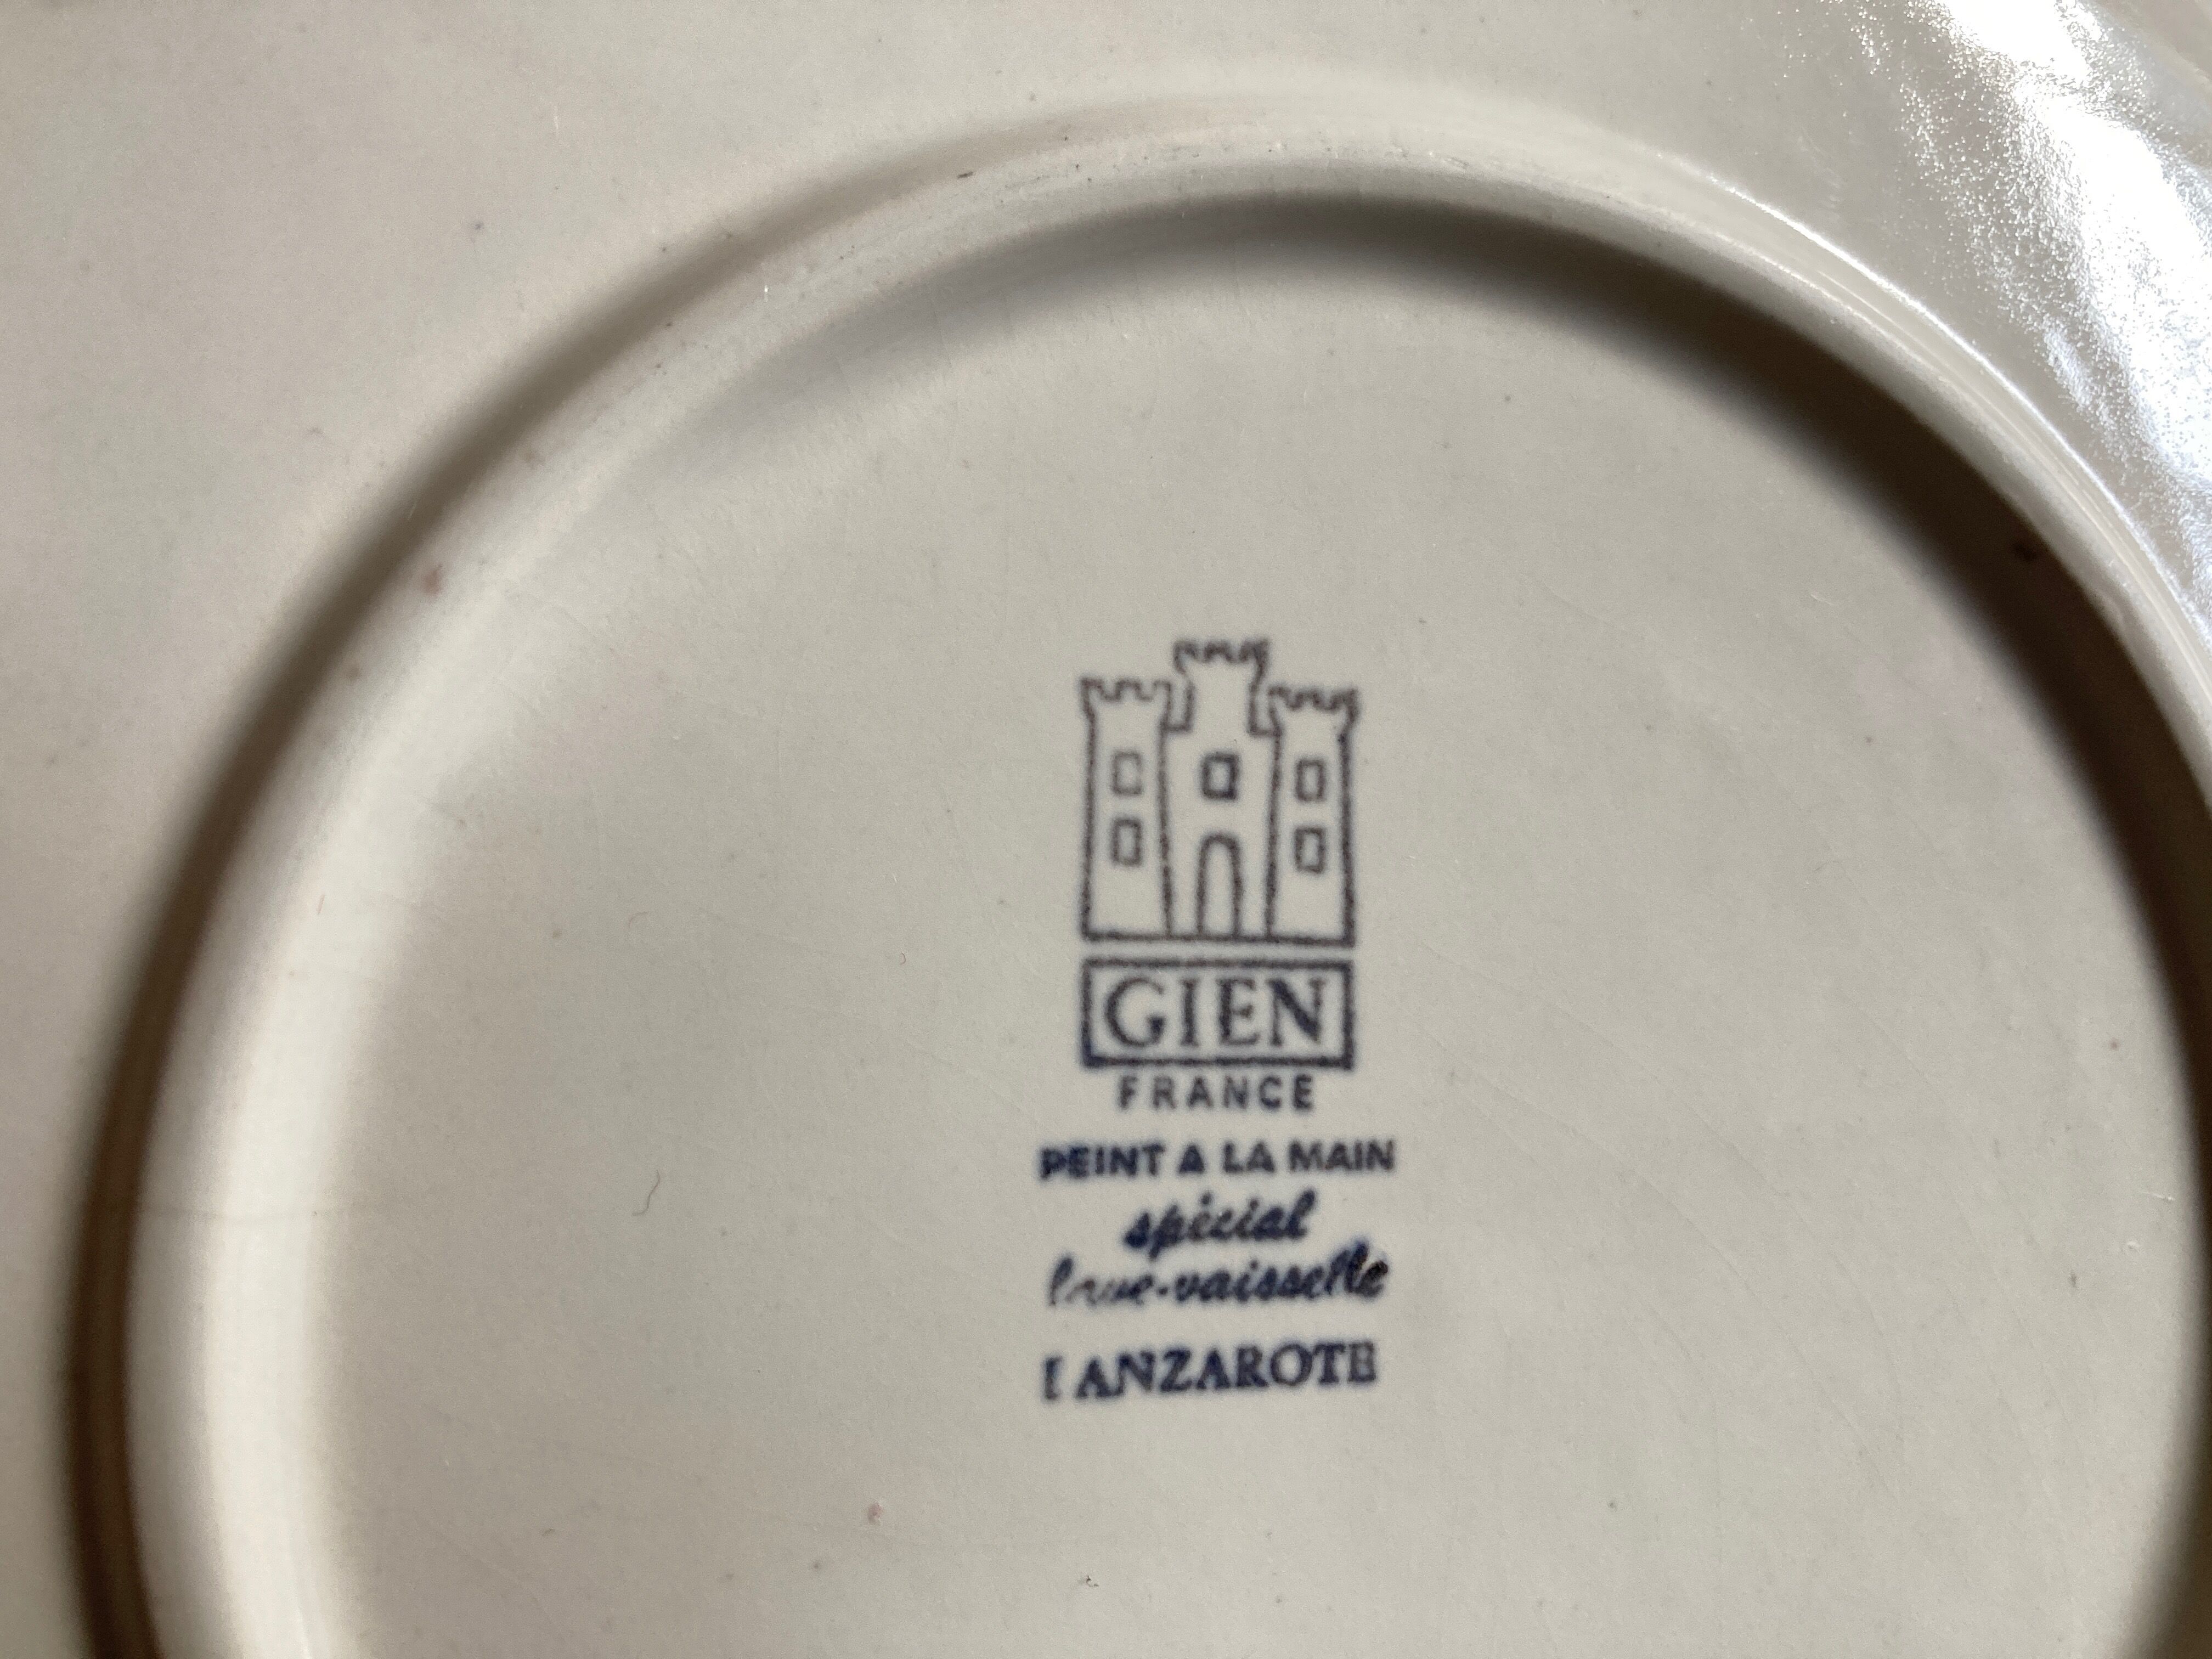 GIEN
FRANCE
PEINT A LA MAIN
spécial
lave-vaisselle
LANZAROTE